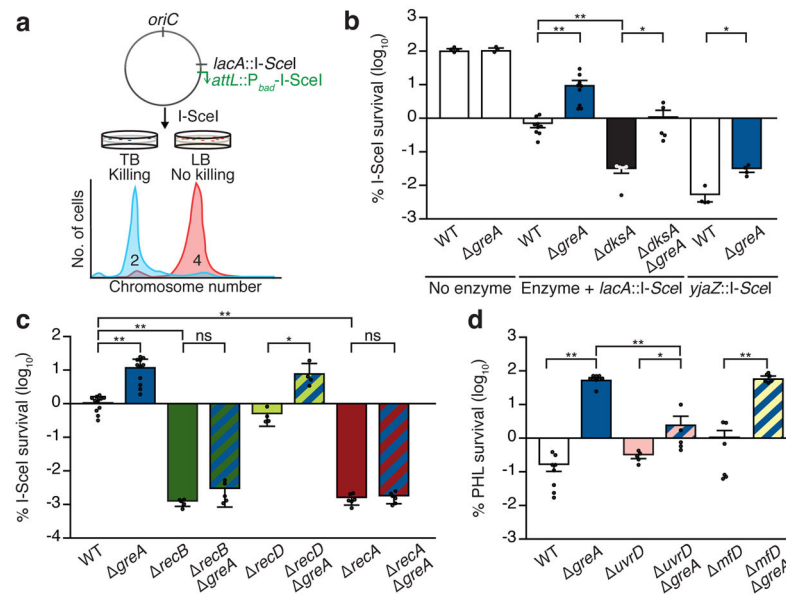 a
oriC
lacA::I-SceI
attL::Pbad-I-SceI
I-SceI
TB
Killing
LB
No killing
No. of cells
2
4
Chromosome number
b
% I-SceI survival (log10)
3
2
1
0
-1
-2
-3
**
**
*
*
WT
ΔgreA
WT
ΔgreA
ΔdksA
ΔdksA
ΔgreA
WT
ΔgreA
No enzyme
Enzyme + lacA::I-SceI
yjaZ::I-SceI
c
% I-SceI survival (log10)
2
1
0
-1
-2
-3
-4
**
**
**
ns
*
ns
WT
ΔgreA
ΔrecB
ΔrecB
ΔgreA
ΔrecD
ΔrecD
ΔgreA
ΔrecA
ΔrecA
ΔgreA
d
% PHL survival (log10)
3
2
1
0
-1
-2
**
**
*
**
WT
ΔgreA
ΔuvrD
ΔuvrD
ΔgreA
ΔmfD
ΔmfD
ΔgreA